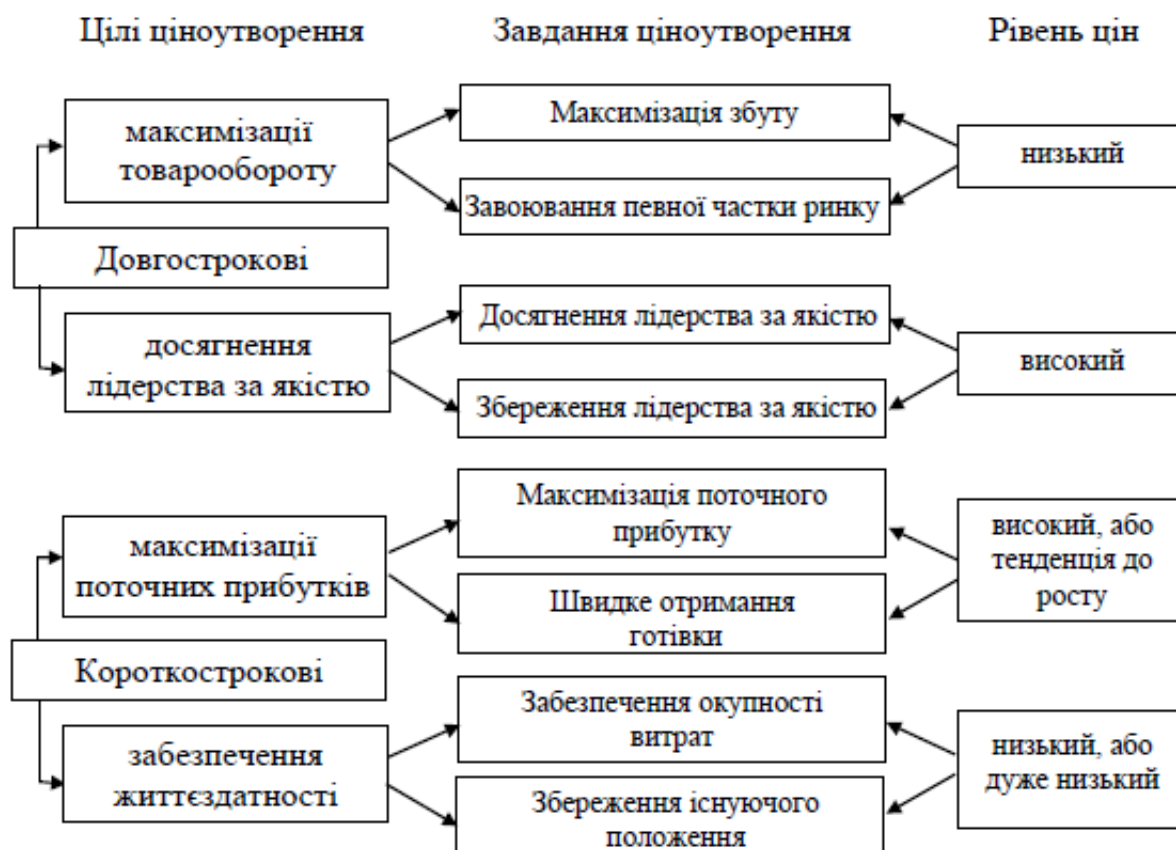 Цілі ціноутворення
Завдання ціноутворення
Рівень цін
максимізації
товарообороту
Максимізація збуту
низький
Завоювання певної частки ринку
Довгострокові
досягнення
лідерства за якістю
Досягнення лідерства за якістю
високий
Збереження лідерства за якістю
максимізації
поточних прибутків
Максимізація поточного
прибутку
високий, або
тенденція до
росту
Швидке отримання
готівки
Короткострокові
забезпечення
життєздатності
Забезпечення окупності
витрат
низький, або
дуже низький
Збереження існуючого
положення